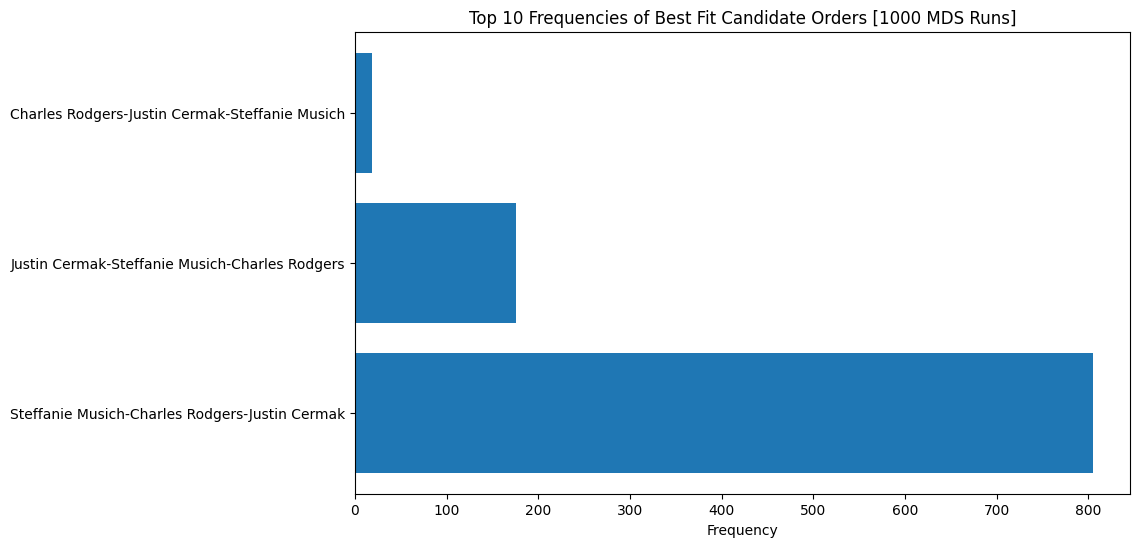 Top 10 Frequencies of Best Fit Candidate Orders [1000 MDS Runs]
Charles Rodgers-Justin Cermak-Steffanie Musich
Justin Cermak-Steffanie Musich-Charles Rodgers
Steffanie Musich-Charles Rodgers-Justin Cermak
0 100 200 300 400 500 600 700 800
Frequency